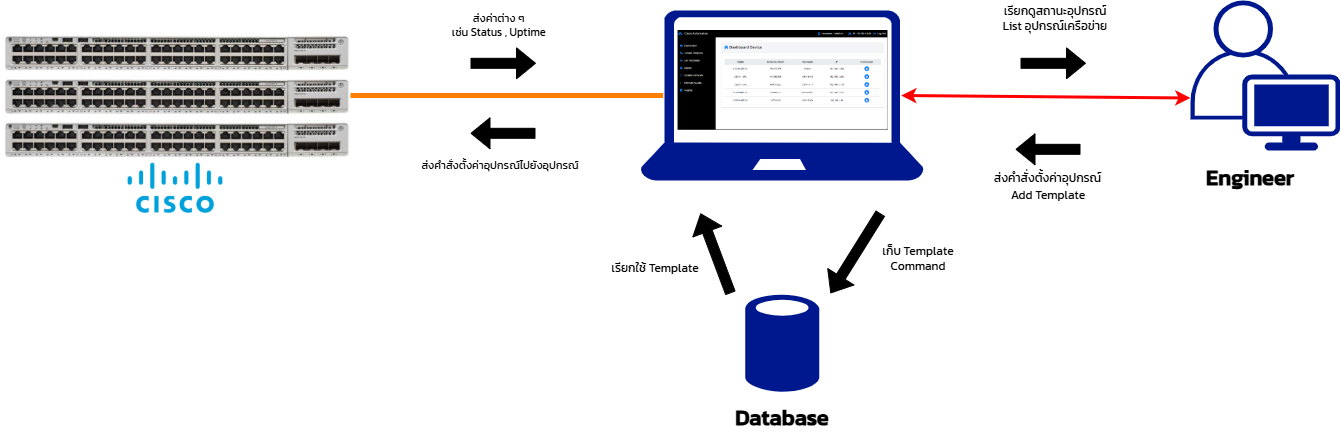 ส่งค่าต่าง ๆ
เช่น Status , Uptime
ส่งคำสั่งตั้งค่าอุปกรณ์ไปยังอุปกรณ์
CISCO
Dashboard Device
เรียกดูสถานะอุปกรณ์
List อุปกรณ์เครือข่าย
ส่งคำสั่งตั้งค่าอุปกรณ์
Add Template
Engineer
เรียกใช้ Template
เก็บ Template
Command
Database